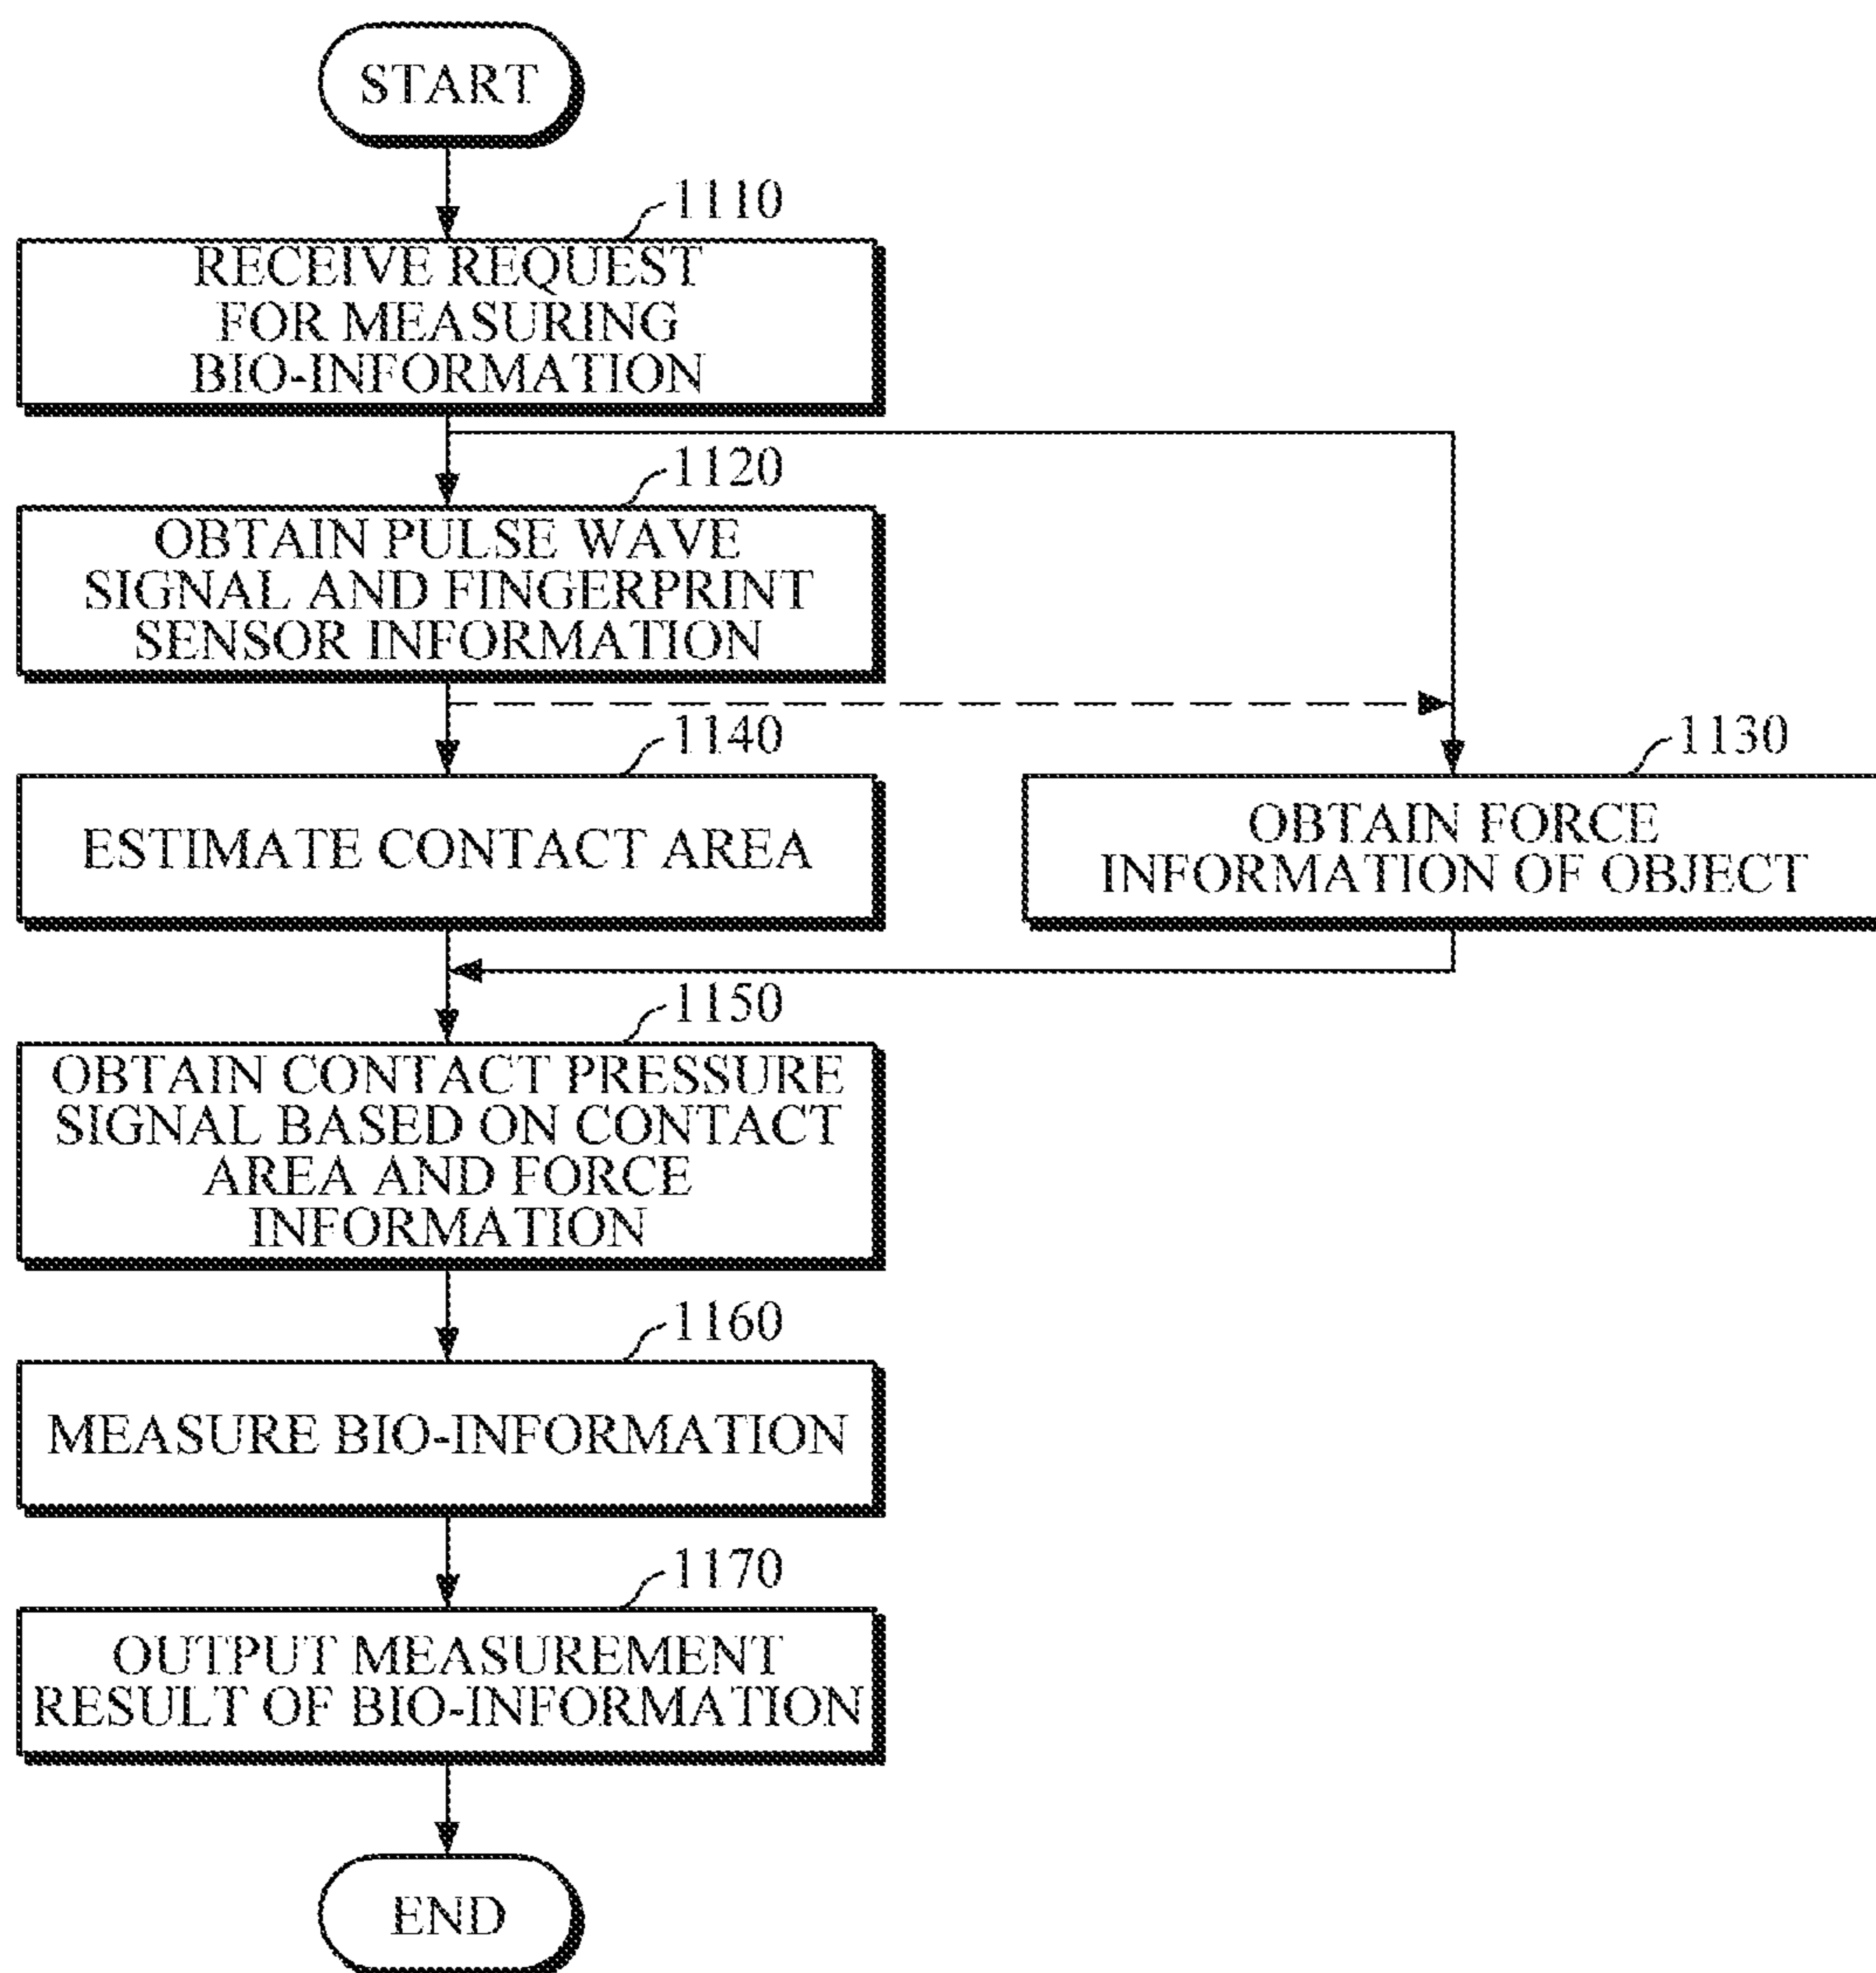 START
1110
RECEIVE REQUEST
FOR MEASURING
BIO-INFORMATION
1120
OBTAIN PULSE WAVE
SIGNAL AND FINGERPRINT
SENSOR INFORMATION
1140
ESTIMATE CONTACT AREA
1130
OBTAIN FORCE
INFORMATION OF OBJECT
1150
OBTAIN CONTACT PRESSURE
SIGNAL BASED ON CONTACT
AREA AND FORCE
INFORMATION
1160
MEASURE BIO-INFORMATION
1170
OUTPUT MEASUREMENT
RESULT OF BIO-INFORMATION
END